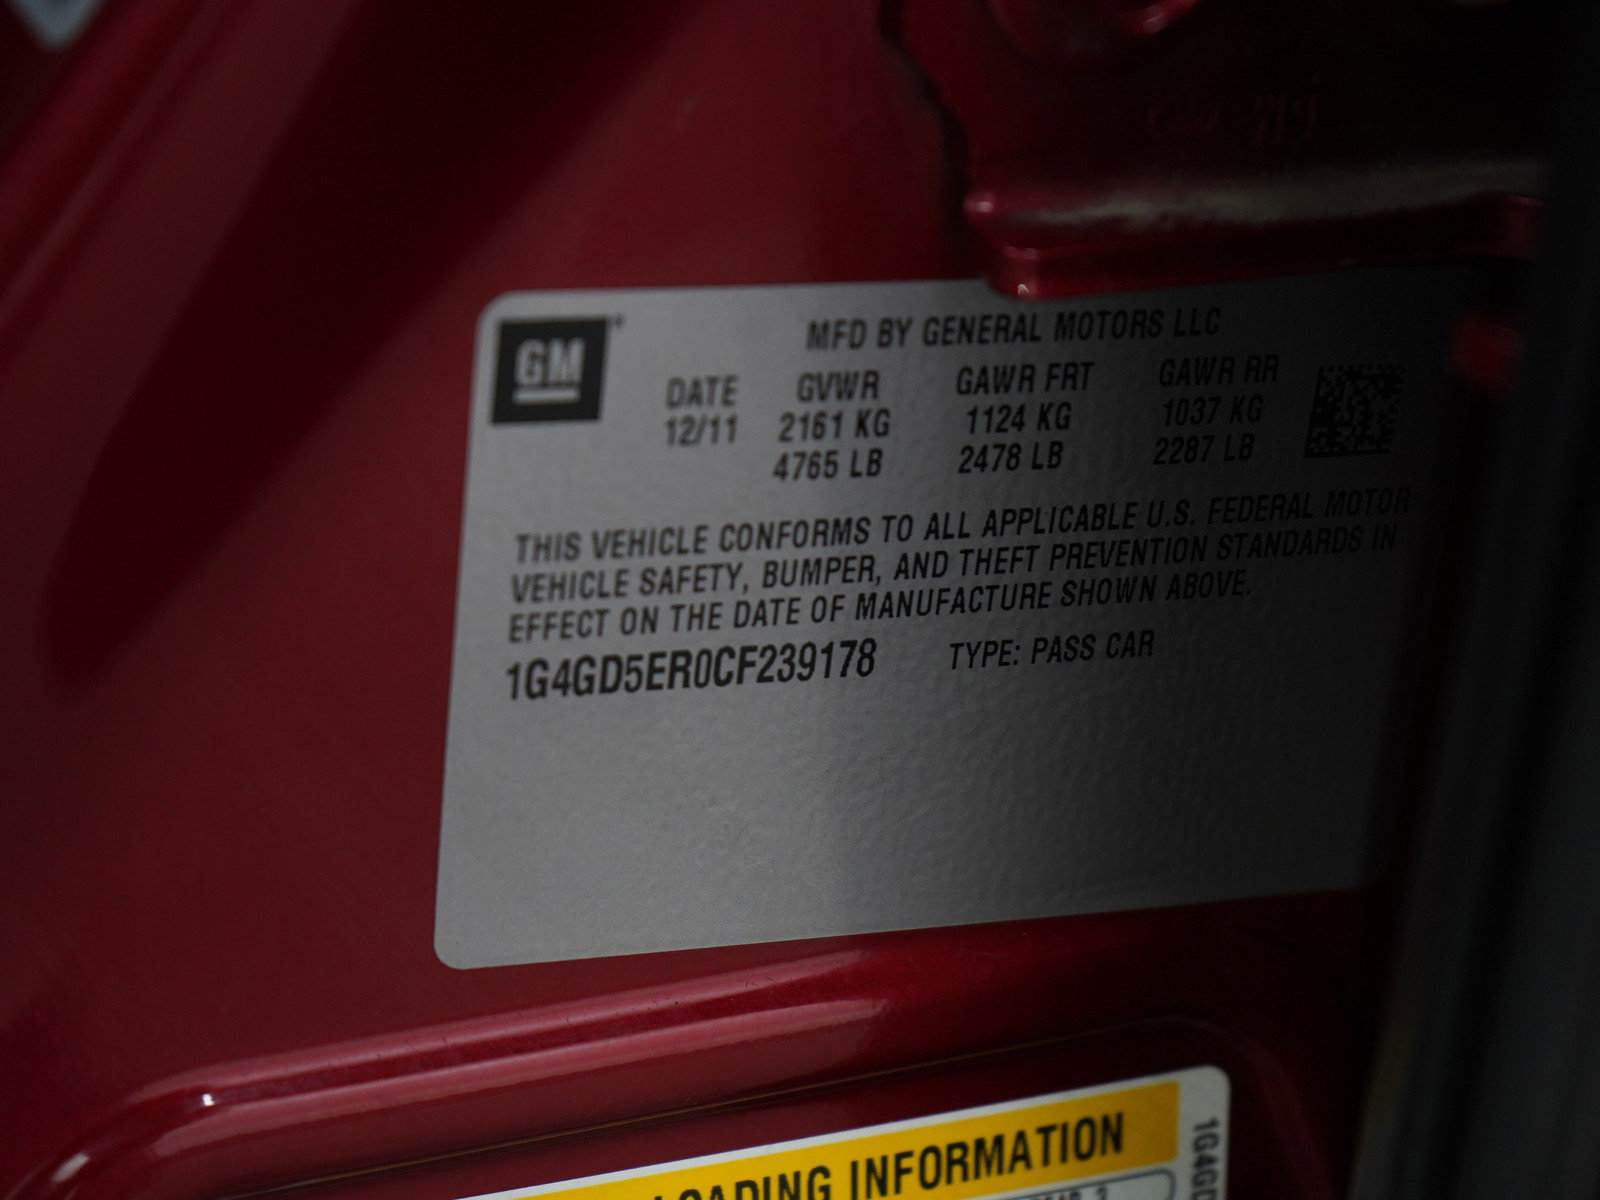 GM
MFD BY GENERAL MOTORS LLC
DATE GVWR GAWR FRT GAWR RR
12/11 2161 KG 1124 KG 1037 KG
4765 LB 2478 LB 2287 LB
THIS VEHICLE CONFORMS TO ALL APPLICABLE U.S. FEDERAL MOTOR
VEHICLE SAFETY, BUMPER, AND THEFT PREVENTION STANDARDS IN
EFFECT ON THE DATE OF MANUFACTURE SHOWN ABOVE.
1G4GD5ER0CF239178 TYPE: PASS CAR
OADING INFORMATION
1G4G